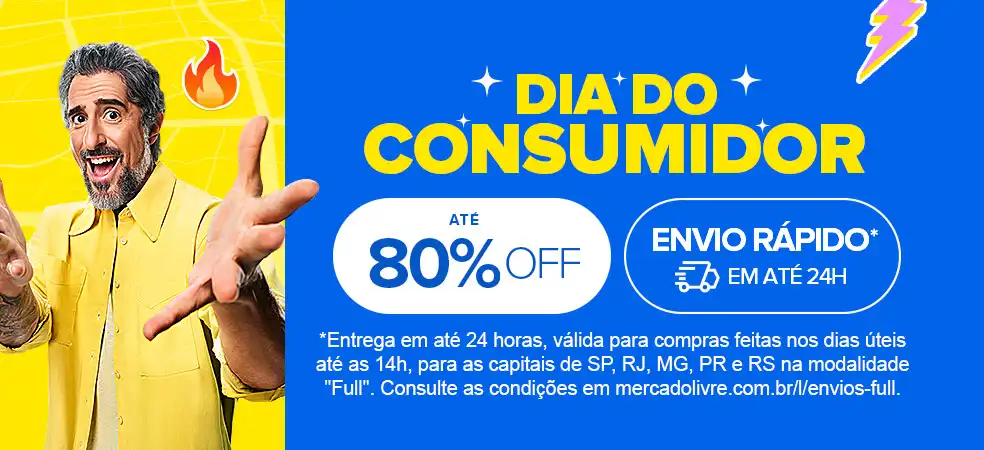 DIA DO
CONSUMIDOR
ATÉ
80% OFF
ENVIO RÁPIDO*
EM ATÉ 24H
*Entrega em até 24 horas, válida para compras feitas nos dias úteis
até as 14h, para as capitais de SP, RJ, MG, PR e RS na modalidade
"Full". Consulte as condições em mercadolivre.com.br/l/envios-full.